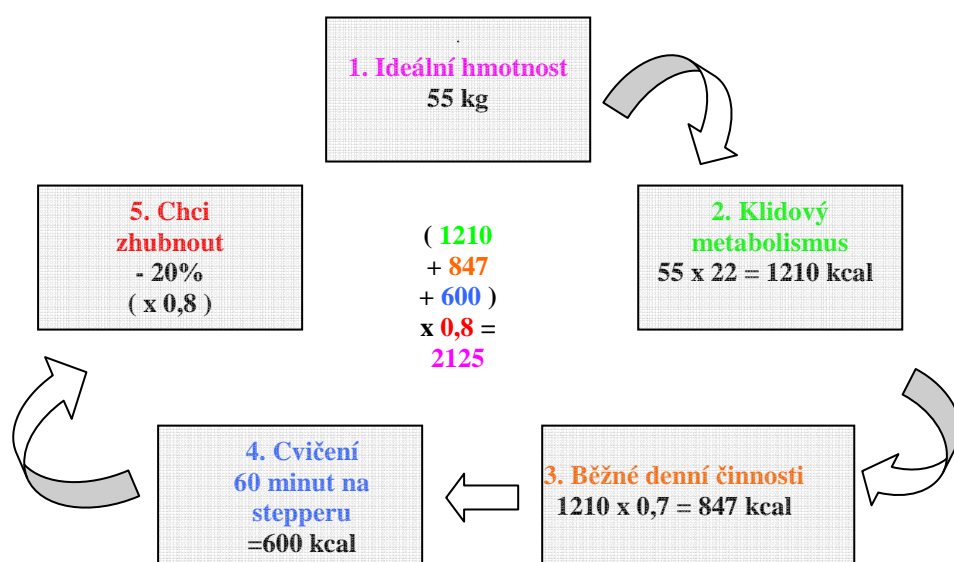 1. Ideální hmotnost
55 kg
2. Klidový
metabolismus
55 x 22 = 1210 kcal
3. Běžné denní činnosti
1210 x 0,7 = 847 kcal
4. Cvičení
60 minut na
stepperu
=600 kcal
5. Chci
zhubnout
- 20%
( x 0,8 )
( 1210
+ 847
+ 600 )
x 0,8 =
2125